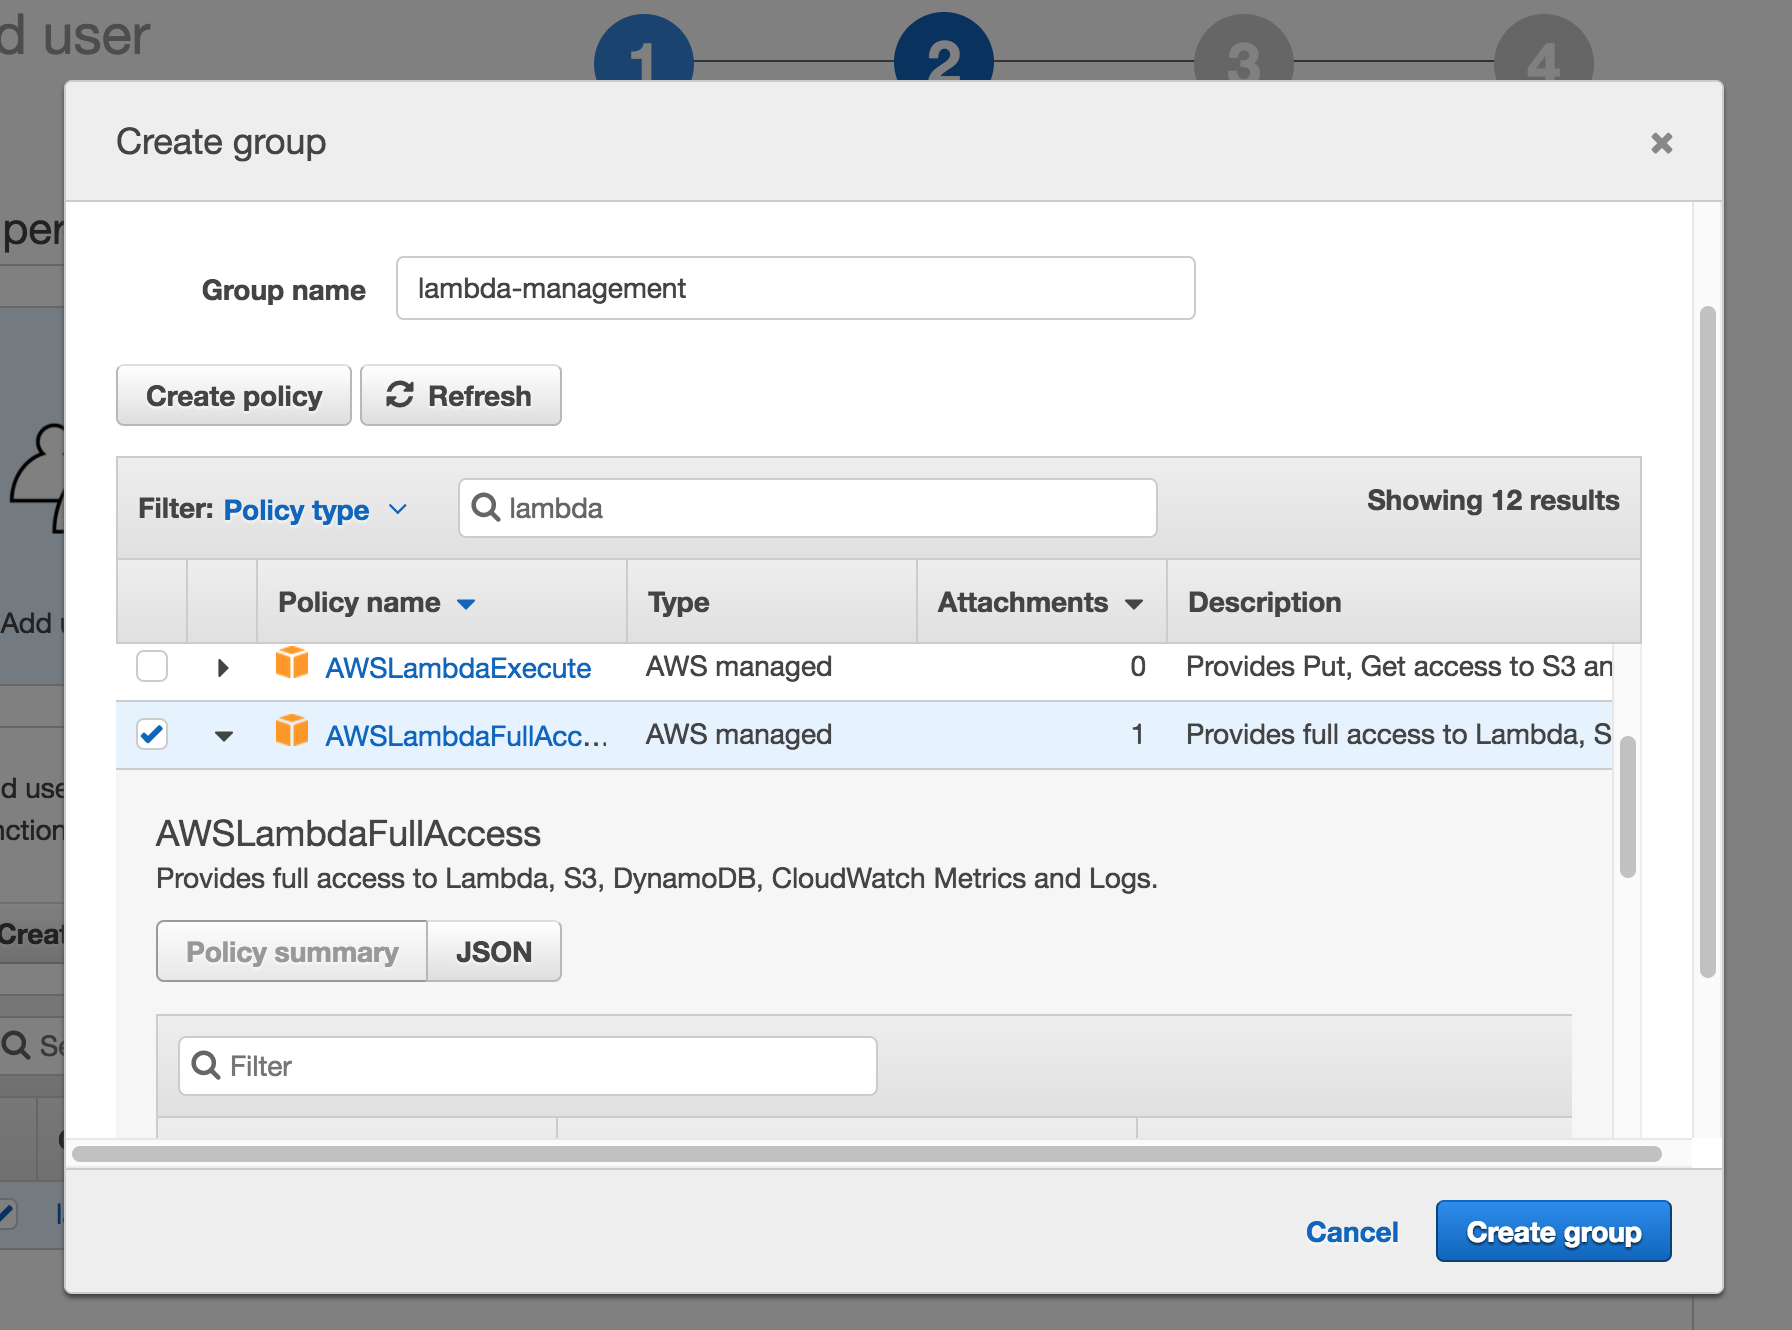 d user
1 2 3 4
Create group
per
Group name lambda-management
Create policy Refresh
Filter: Policy type lambda Showing 12 results
Policy name Type Attachments Description
Add
AWSLambdaExecute AWS managed 0 Provides Put, Get access to S3 an
AWSLambdaFullAcc... AWS managed 1 Provides full access to Lambda, S
d use
nction
AWSLambdaFullAccess
Provides full access to Lambda, S3, DynamoDB, CloudWatch Metrics and Logs.
Creat
Policy summary JSON
Se
Filter
Cancel Create group